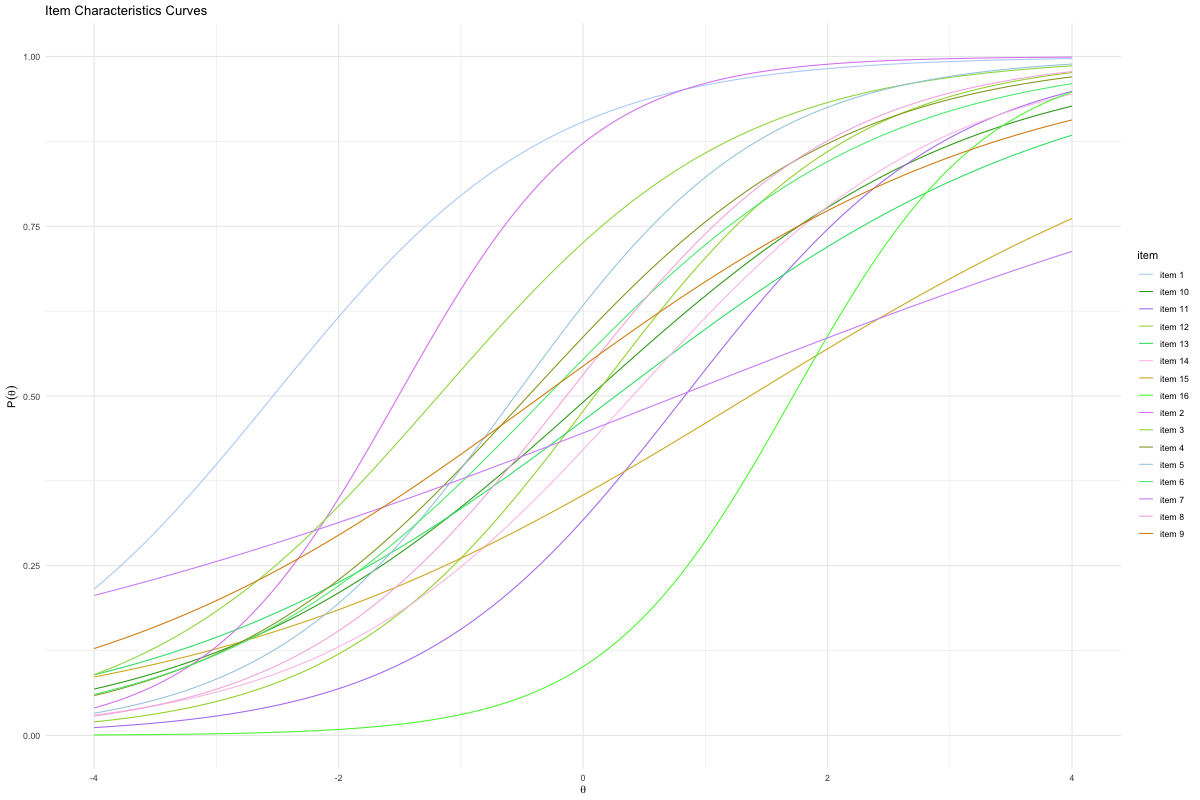 Item Characteristics Curves
P(θ)
1.00
0.75
0.50
0.25
0.00
-4
-2
0
2
4
θ
item
item 1
item 10
item 11
item 12
item 13
item 14
item 15
item 16
item 2
item 3
item 4
item 5
item 6
item 7
item 8
item 9